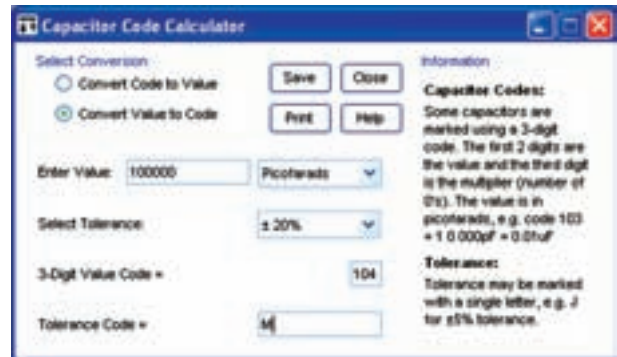 Capacitor Code Calculator
Select Conversion
Convert Code to Value
Convert Value to Code
Save
Close
Print
Help
Enter Value:
100000
Picofarads
Select Tolerance:
± 20%
3-Digit Value Code =
104
Tolerance Code =
M
Information
Capacitor Codes:
Some capacitors are
marked using a 3-digit
code. The first 2 digits are
the value and the third digit
is the multiplier (number of
0's). The value is in
picofarads, e.g. code 103
= 1 0 000pF = 0.01uF
Tolerance:
Tolerance may be marked
with a single letter, e.g. J
for ±5% tolerance.